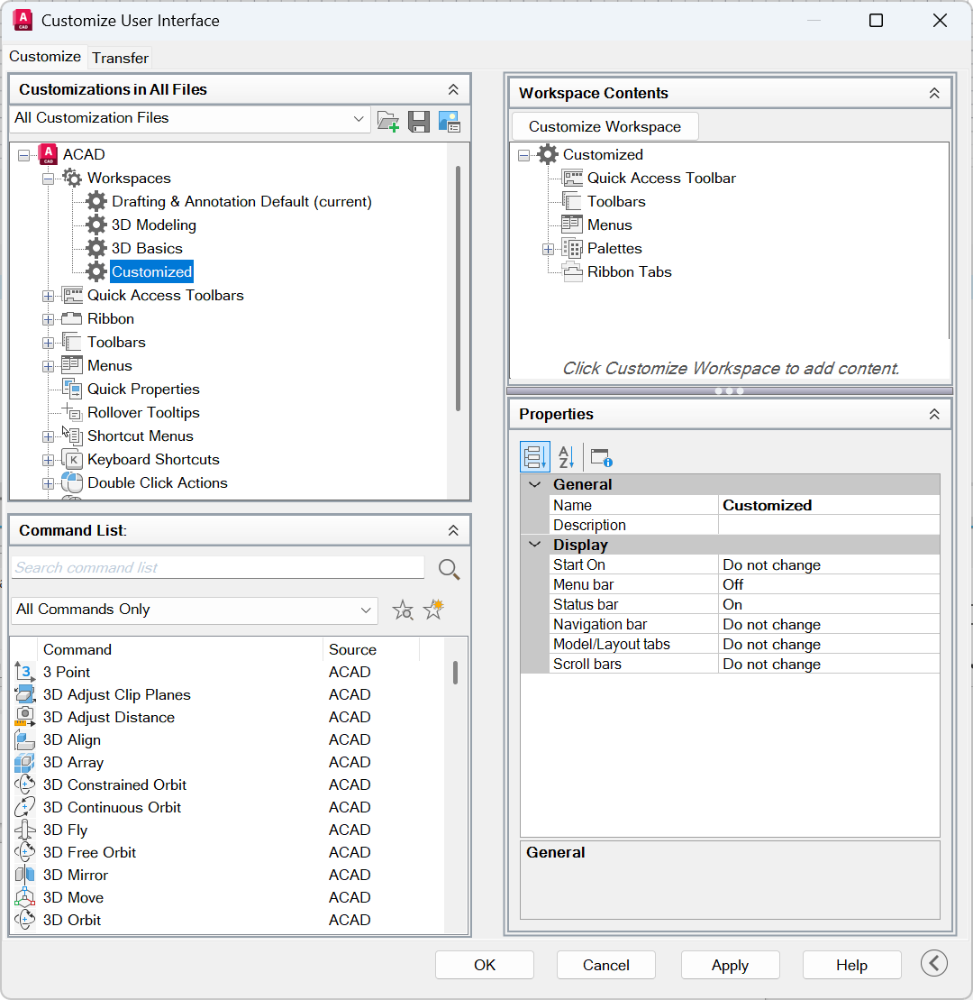 Customize User Interface
Customize
Transfer
Customizations in All Files
All Customization Files
ACAD
Workspaces
Drafting & Annotation Default (current)
3D Modeling
3D Basics
Customized
Quick Access Toolbars
Ribbon
Toolbars
Menus
Quick Properties
Rollover Tooltips
Shortcut Menus
Keyboard Shortcuts
Double Click Actions
Command List:
Search command list
All Commands Only
Command Source
3 Point ACAD
3D Adjust Clip Planes ACAD
3D Adjust Distance ACAD
3D Align ACAD
3D Array ACAD
3D Constrained Orbit ACAD
3D Continuous Orbit ACAD
3D Fly ACAD
3D Free Orbit ACAD
3D Mirror ACAD
3D Move ACAD
3D Orbit ACAD
Workspace Contents
Customize Workspace
Customized
Quick Access Toolbar
Toolbars
Menus
Palettes
Ribbon Tabs
Click Customize Workspace to add content.
Properties
General
Name Customized
Description
Display
Start On Do not change
Menu bar Off
Status bar On
Navigation bar Do not change
Model/Layout tabs Do not change
Scroll bars Do not change
General
OK
Cancel
Apply
Help